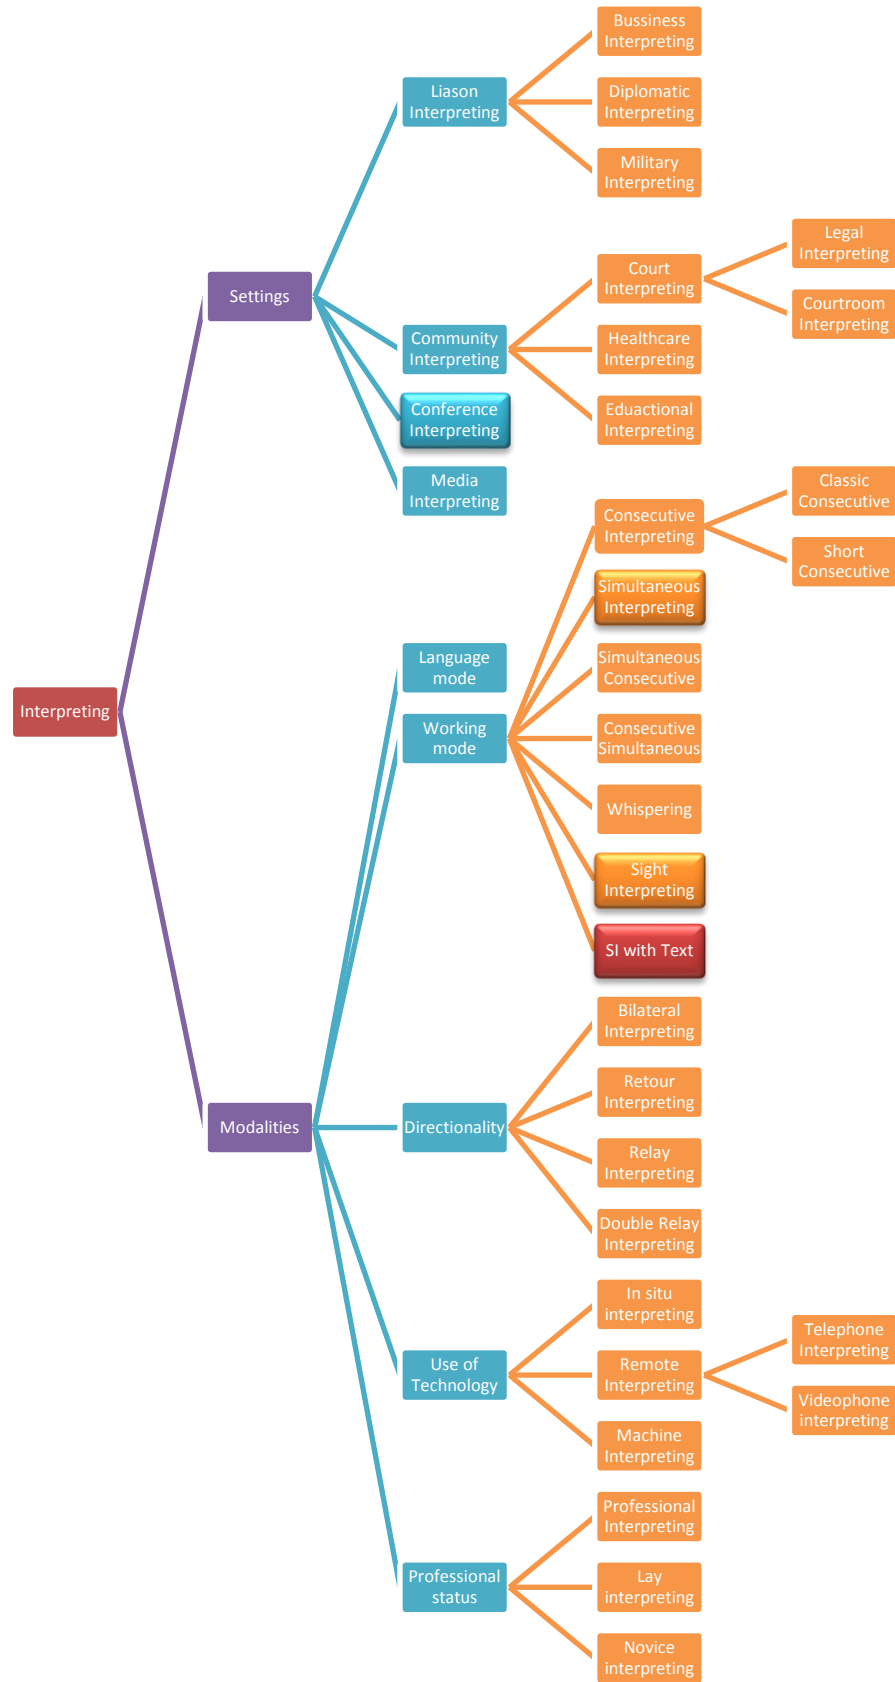 Interpreting
Settings
Liason
Interpreting
Bussiness
Interpreting
Diplomatic
Interpreting
Military
Interpreting
Community
Interpreting
Court
Interpreting
Legal
Interpreting
Courtroom
Interpreting
Healthcare
Interpreting
Eduactional
Interpreting
Conference
Interpreting
Media
Interpreting
Modalities
Language
mode
Working
mode
Consecutive
Interpreting
Classic
Consecutive
Short
Consecutive
Simultaneous
Interpreting
Simultaneous
Consecutive
Consecutive
Simultaneous
Whispering
Sight
Interpreting
SI with Text
Directionality
Bilateral
Interpreting
Retour
Interpreting
Relay
Interpreting
Double Relay
Interpreting
Use of
Technology
In situ
interpreting
Remote
Interpreting
Telephone
Interpreting
Videophone
interpreting
Machine
Interpreting
Professional
status
Professional
Interpreting
Lay
interpreting
Novice
interpreting